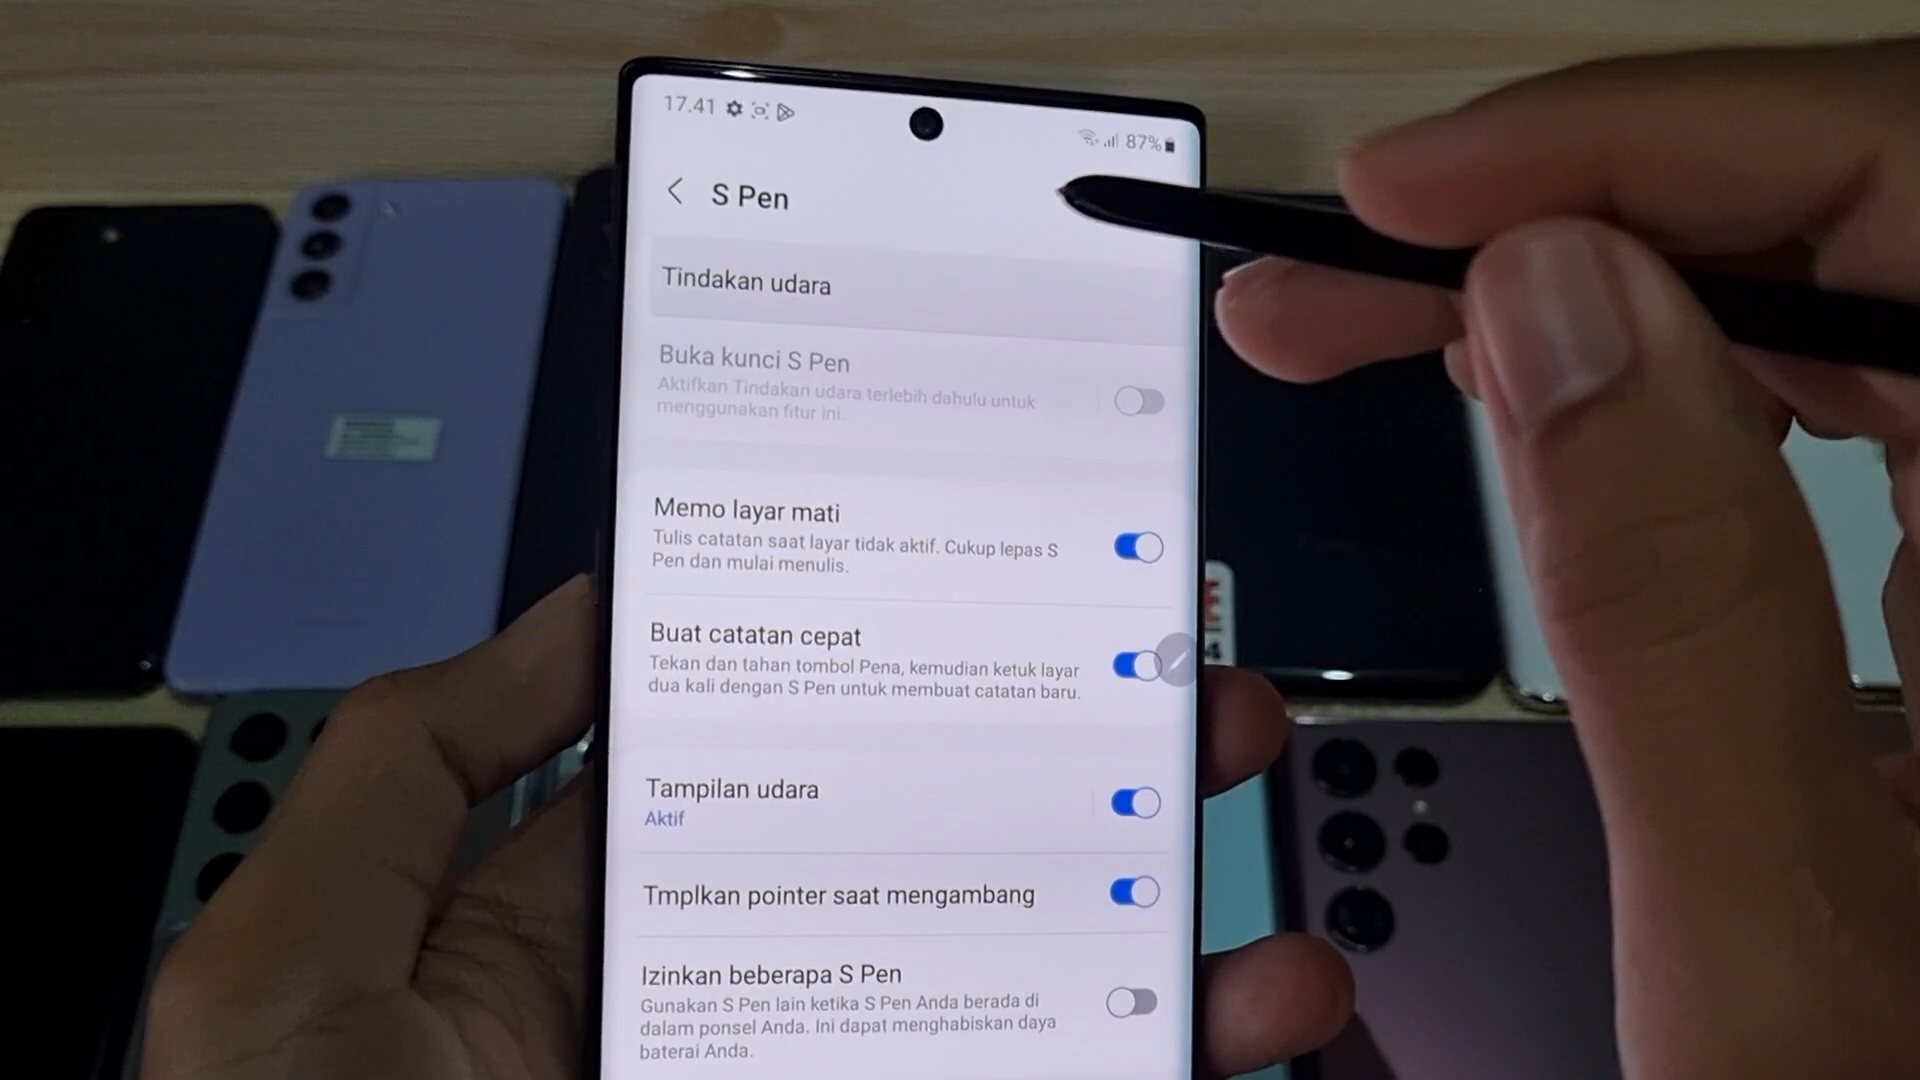 17.41
87%
S Pen
Tindakan udara
Buka kunci S Pen
Aktifkan Tindakan udara terlebih dahulu untuk
menggunakan fitur ini.
Memo layar mati
Tulis catatan saat layar tidak aktif. Cukup lepas S
Pen dan mulai menulis.
Buat catatan cepat
Tekan dan tahan tombol Pena, kemudian ketuk layar
dua kali dengan S Pen untuk membuat catatan baru.
Tampilan udara
Aktif
Tmplkan pointer saat mengambang
Izinkan beberapa S Pen
Gunakan S Pen lain ketika S Pen Anda berada di
dalam ponsel Anda. Ini dapat menghabiskan daya
baterai Anda.